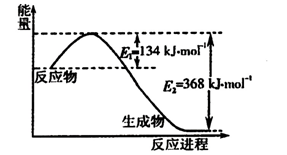 能
量
E₁=134 kJ·mol⁻¹
反应物
E₂=368 kJ·mol⁻¹
生成物
反应进程